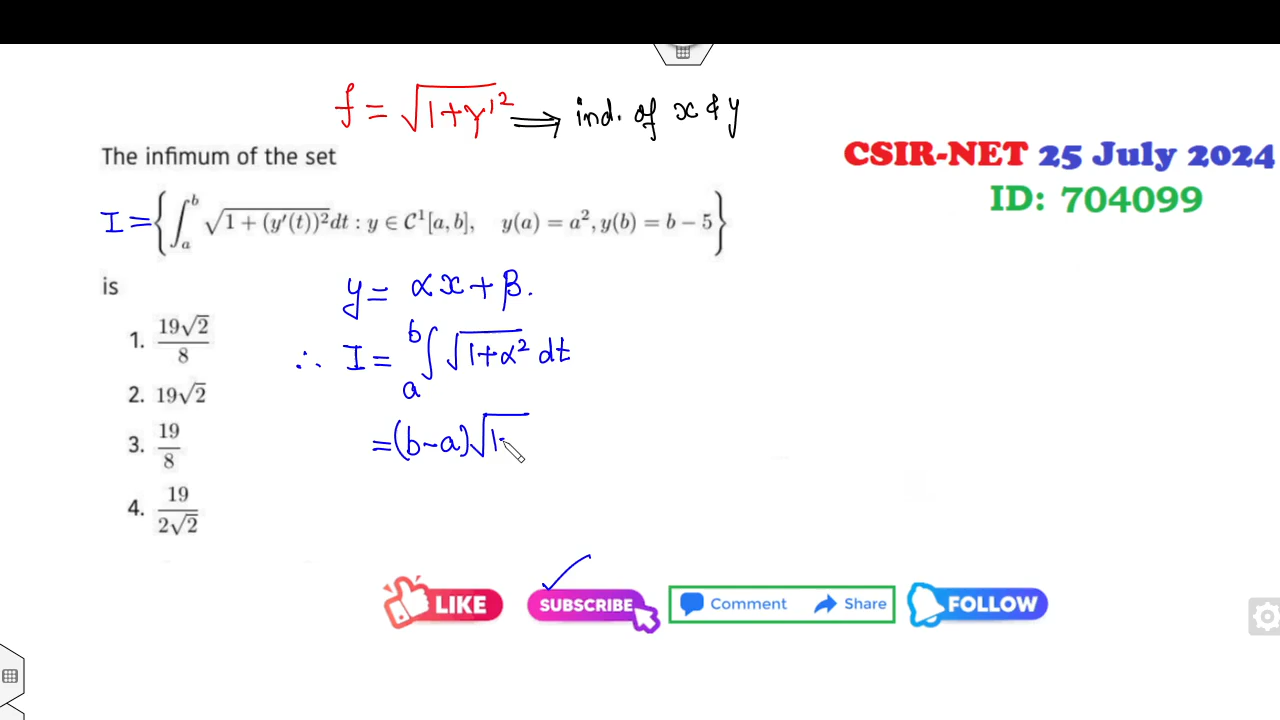 f = √1+y'² ⟹ ind. of x & y
The infimum of the set
CSIR-NET 25 July 2024
ID: 704099
I = { ∫_a^b √(1 + (y′(t))²) dt : y ∈ C¹[a, b], y(a) = a², y(b) = b − 5 }
is
y = αx + β.
1. 19√2/8
∴ I = ∫_a^b √1+α² dt
2. 19√2
= (b-a)√1
3. 19/8
4. 19/2√2
LIKE
SUBSCRIBE
Comment
Share
FOLLOW